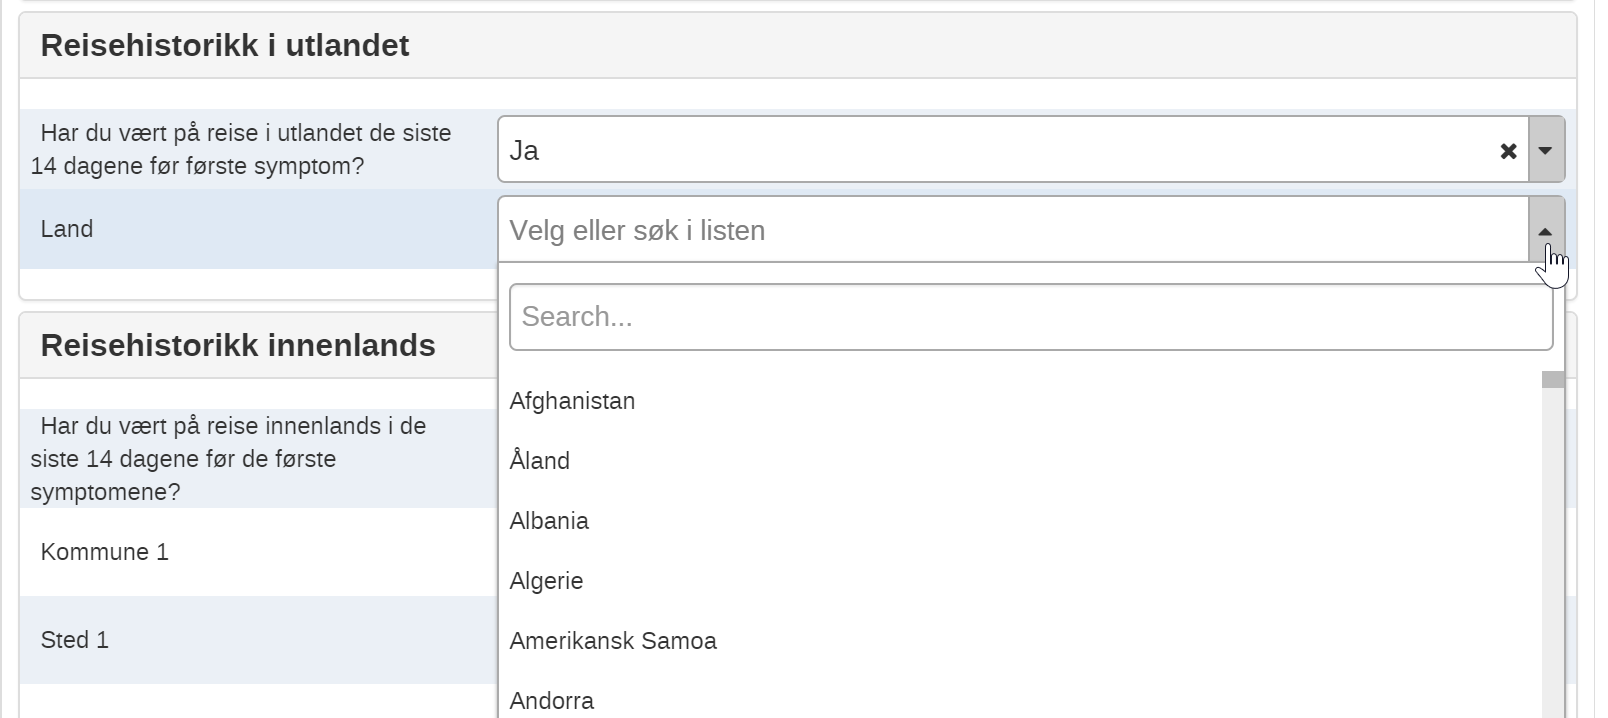 Reisehistorikk i utlandet
Har du vært på reise i utlandet de siste
14 dagene før første symptom?
Ja
Land
Velg eller søk i listen
Search...
Afghanistan
Åland
Albania
Algerie
Amerikansk Samoa
Andorra
Reisehistorikk innenlands
Har du vært på reise innenlands i de
siste 14 dagene før de første
symptomene?
Kommune 1
Sted 1